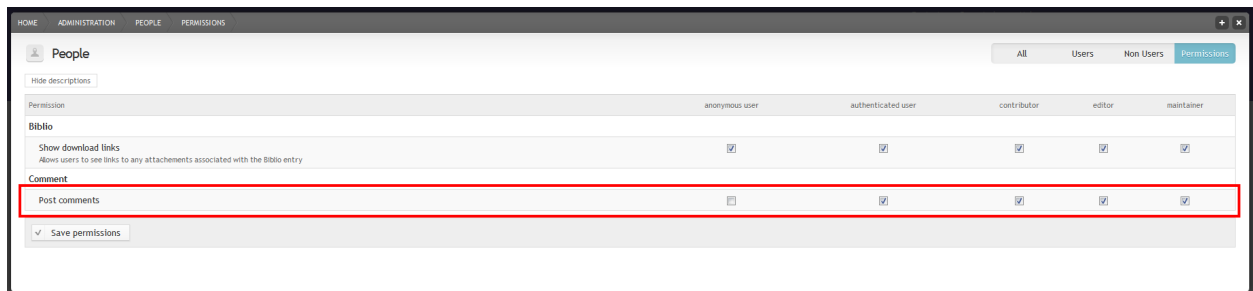 HOME ADMINISTRATION PEOPLE PERMISSIONS
People
All Users Non Users Permissions
Hide descriptions
Permission anonymous user authenticated user contributor editor maintainer
Biblio
Show download links
Allows users to see links to any attachements associated with the Biblio entry
Comment
Post comments
Save permissions